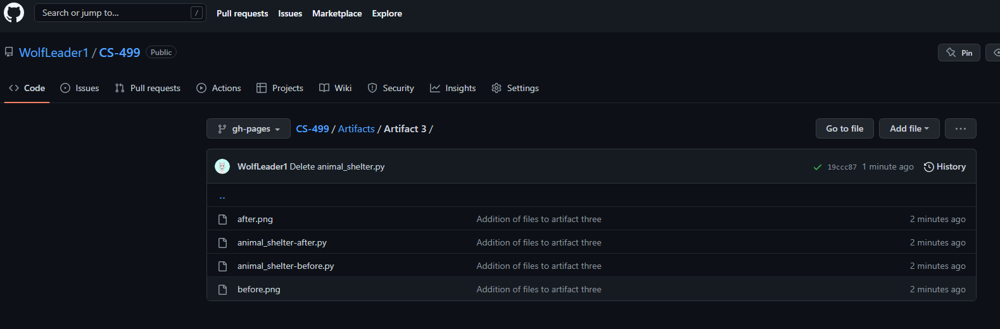 Search or jump to... /
Pull requests Issues Marketplace Explore
WolfLeader1 / CS-499 Public
Pin
Code Issues Pull requests Actions Projects Wiki Security Insights Settings
gh-pages CS-499 / Artifacts / Artifact 3 /
Go to file Add file ...
WolfLeader1 Delete animal_shelter.py 19ccc87 1 minute ago History
..
after.png Addition of files to artifact three 2 minutes ago
animal_shelter-after.py Addition of files to artifact three 2 minutes ago
animal_shelter-before.py Addition of files to artifact three 2 minutes ago
before.png Addition of files to artifact three 2 minutes ago